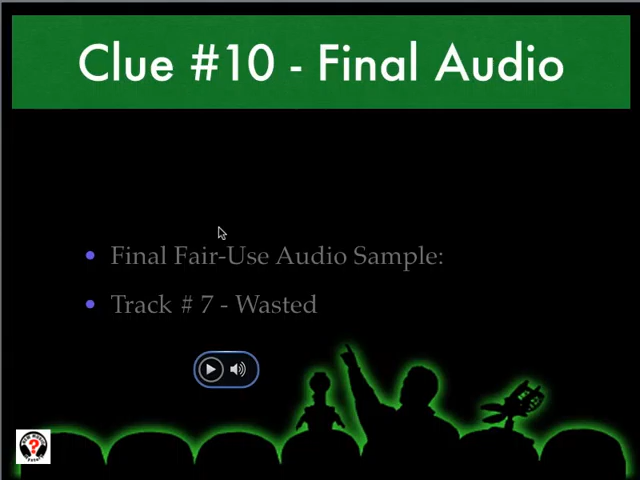 Clue #10 - Final Audio
Final Fair-Use Audio Sample:
Track # 7 - Wasted